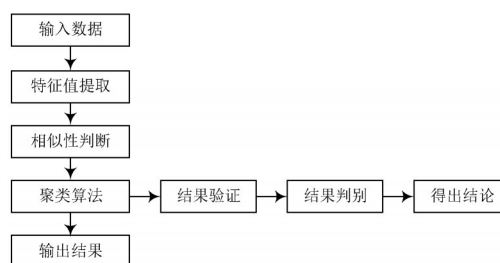 输入数据
特征值提取
相似性判断
聚类算法
结果验证
结果判别
得出结论
输出结果